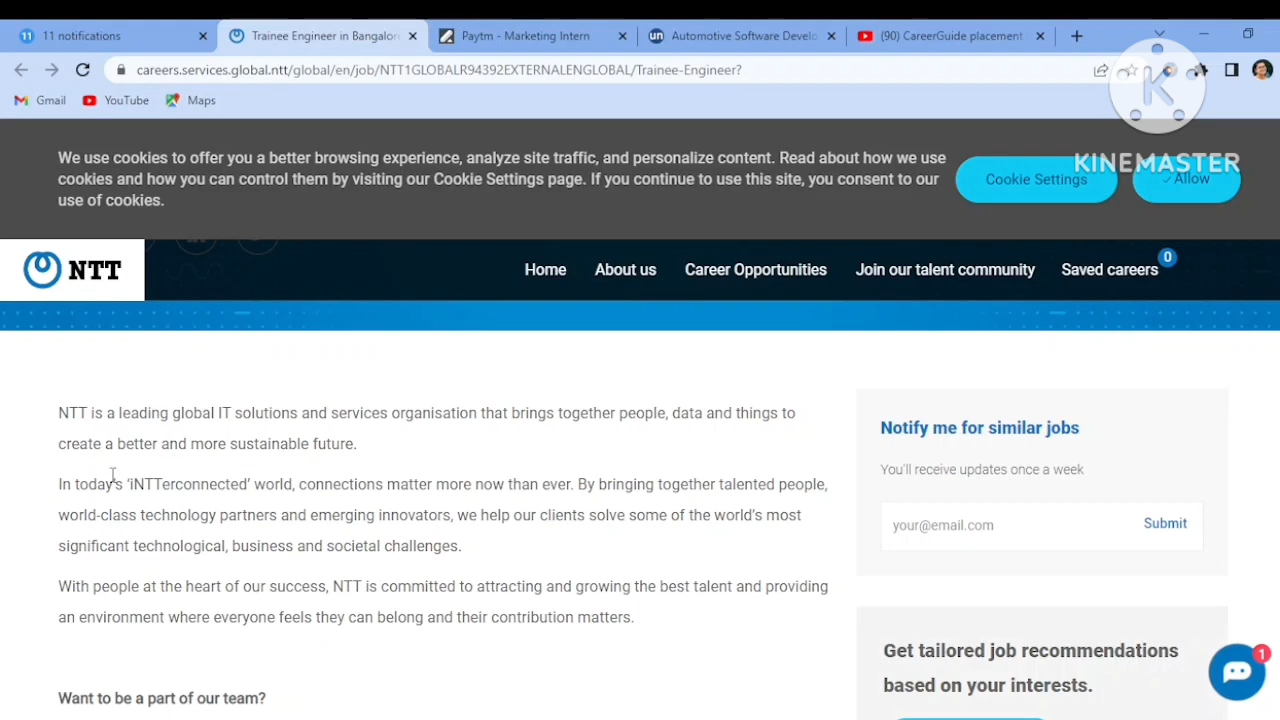 11 11 notifications
Trainee Engineer in Bangalor
Paytm - Marketing Intern
un Automotive Software Develo
(90) CareerGuide placement
careers.services.global.ntt/global/en/job/NTT1GLOBALR94392EXTERNALENGLOBAL/Trainee-Engineer?
Gmail YouTube Maps
K
KINEMASTER
We use cookies to offer you a better browsing experience, analyze site traffic, and personalize content. Read about how we use
cookies and how you can control them by visiting our Cookie Settings page. If you continue to use this site, you consent to our
use of cookies.
Cookie Settings
Allow
NTT
Home About us Career Opportunities Join our talent community Saved careers 0
NTT is a leading global IT solutions and services organisation that brings together people, data and things to
create a better and more sustainable future.
In today's ‘iNTTerconnected’ world, connections matter more now than ever. By bringing together talented people,
world-class technology partners and emerging innovators, we help our clients solve some of the world’s most
significant technological, business and societal challenges.
With people at the heart of our success, NTT is committed to attracting and growing the best talent and providing
an environment where everyone feels they can belong and their contribution matters.
Want to be a part of our team?
Notify me for similar jobs
You'll receive updates once a week
your@email.com Submit
Get tailored job recommendations
based on your interests.
1